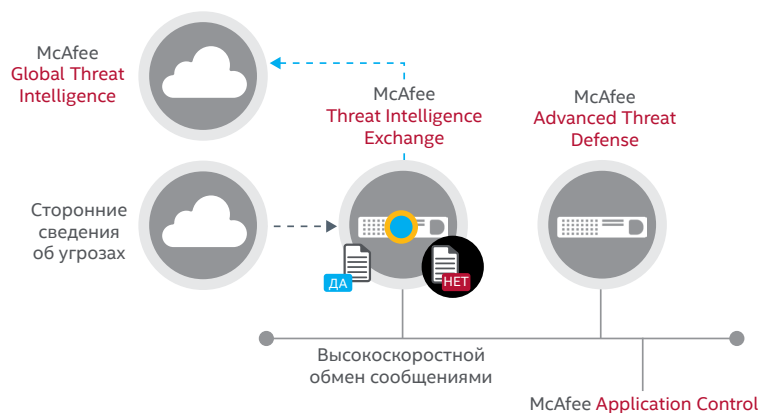 McAfee
Global Threat
Intelligence
McAfee
Threat Intelligence
Exchange
McAfee
Advanced Threat
Defense
Сторонние
сведения
об угрозах
ДА
НЕТ
Высокоскоростной
обмен сообщениями
McAfee Application Control